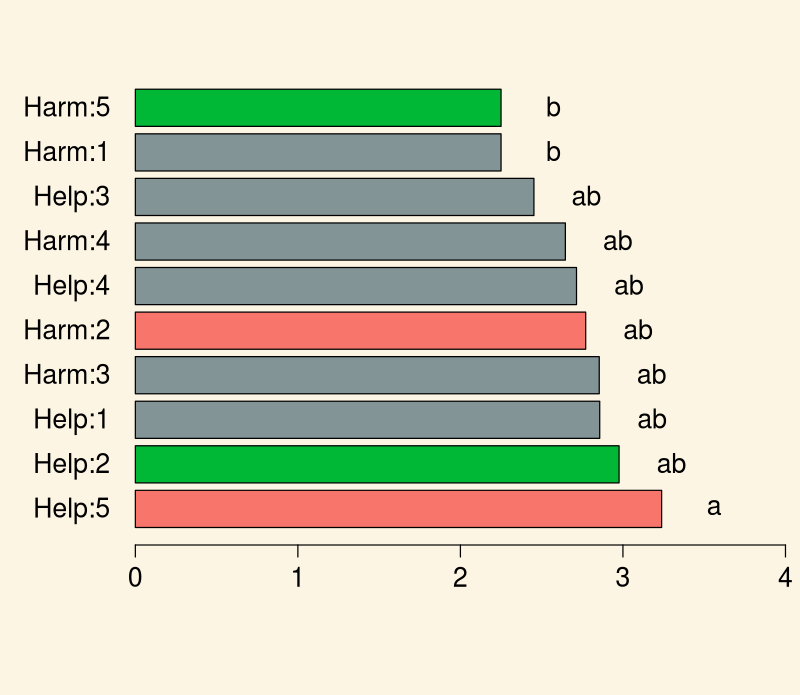 Harm:5 b
Harm:1 b
Help:3 ab
Harm:4 ab
Help:4 ab
Harm:2 ab
Harm:3 ab
Help:1 ab
Help:2 ab
Help:5 a
0 1 2 3 4